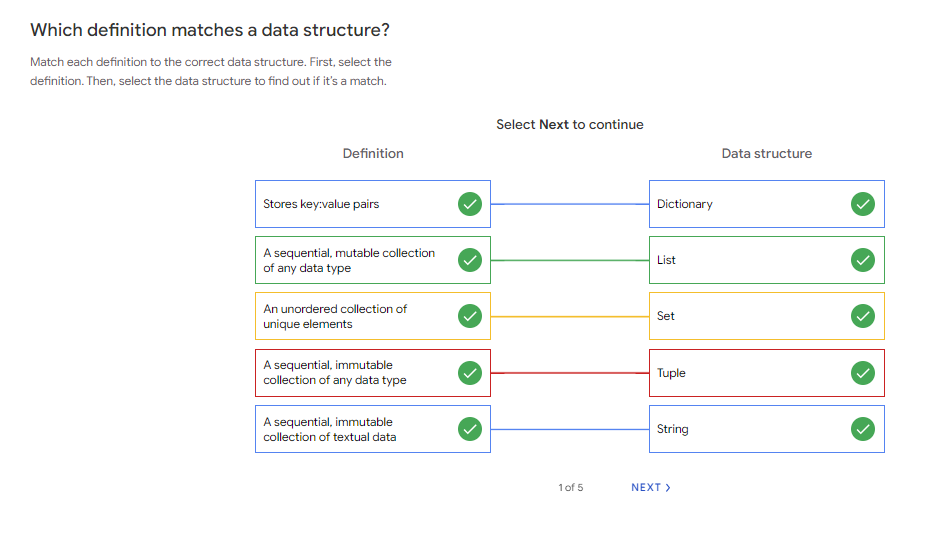 Which definition matches a data structure?
Match each definition to the correct data structure. First, select the
definition. Then, select the data structure to find out if it's a match.
Select Next to continue
Definition
Data structure
Stores key:value pairs
Dictionary
A sequential, mutable collection
of any data type
List
An unordered collection of
unique elements
Set
A sequential, immutable
collection of any data type
Tuple
A sequential, immutable
collection of textual data
String
1 of 5
NEXT